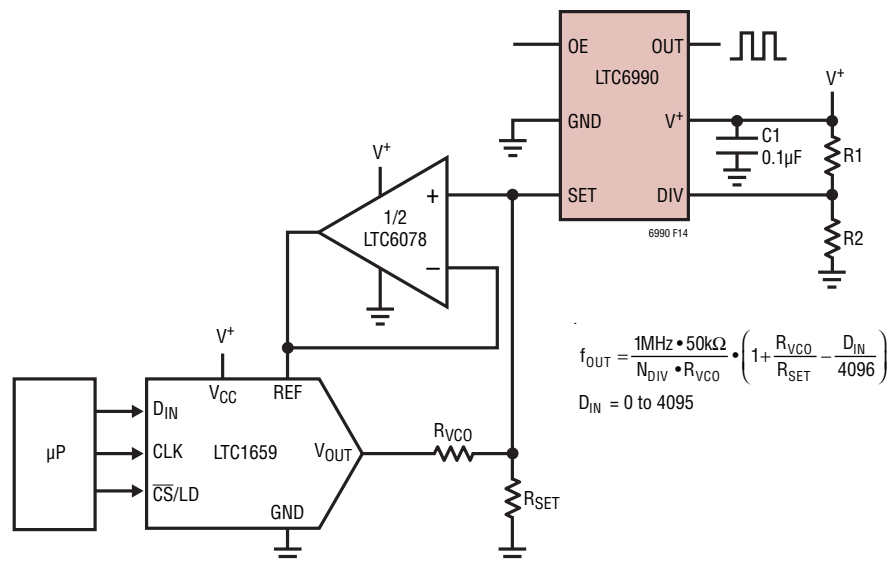 OE
OUT
LTC6990
GND
V+
SET
DIV
6990 F14
V+
C1
0.1µF
R1
R2
V+
+
1/2
LTC6078
−
V+
VCC
REF
µP
DIN
CLK
CS/LD
LTC1659
VOUT
GND
RVCO
RSET
fOUT = 1MHz • 50kΩ / NDIV • RVCO • (1+ RVCO / RSET − DIN / 4096)
DIN = 0 to 4095